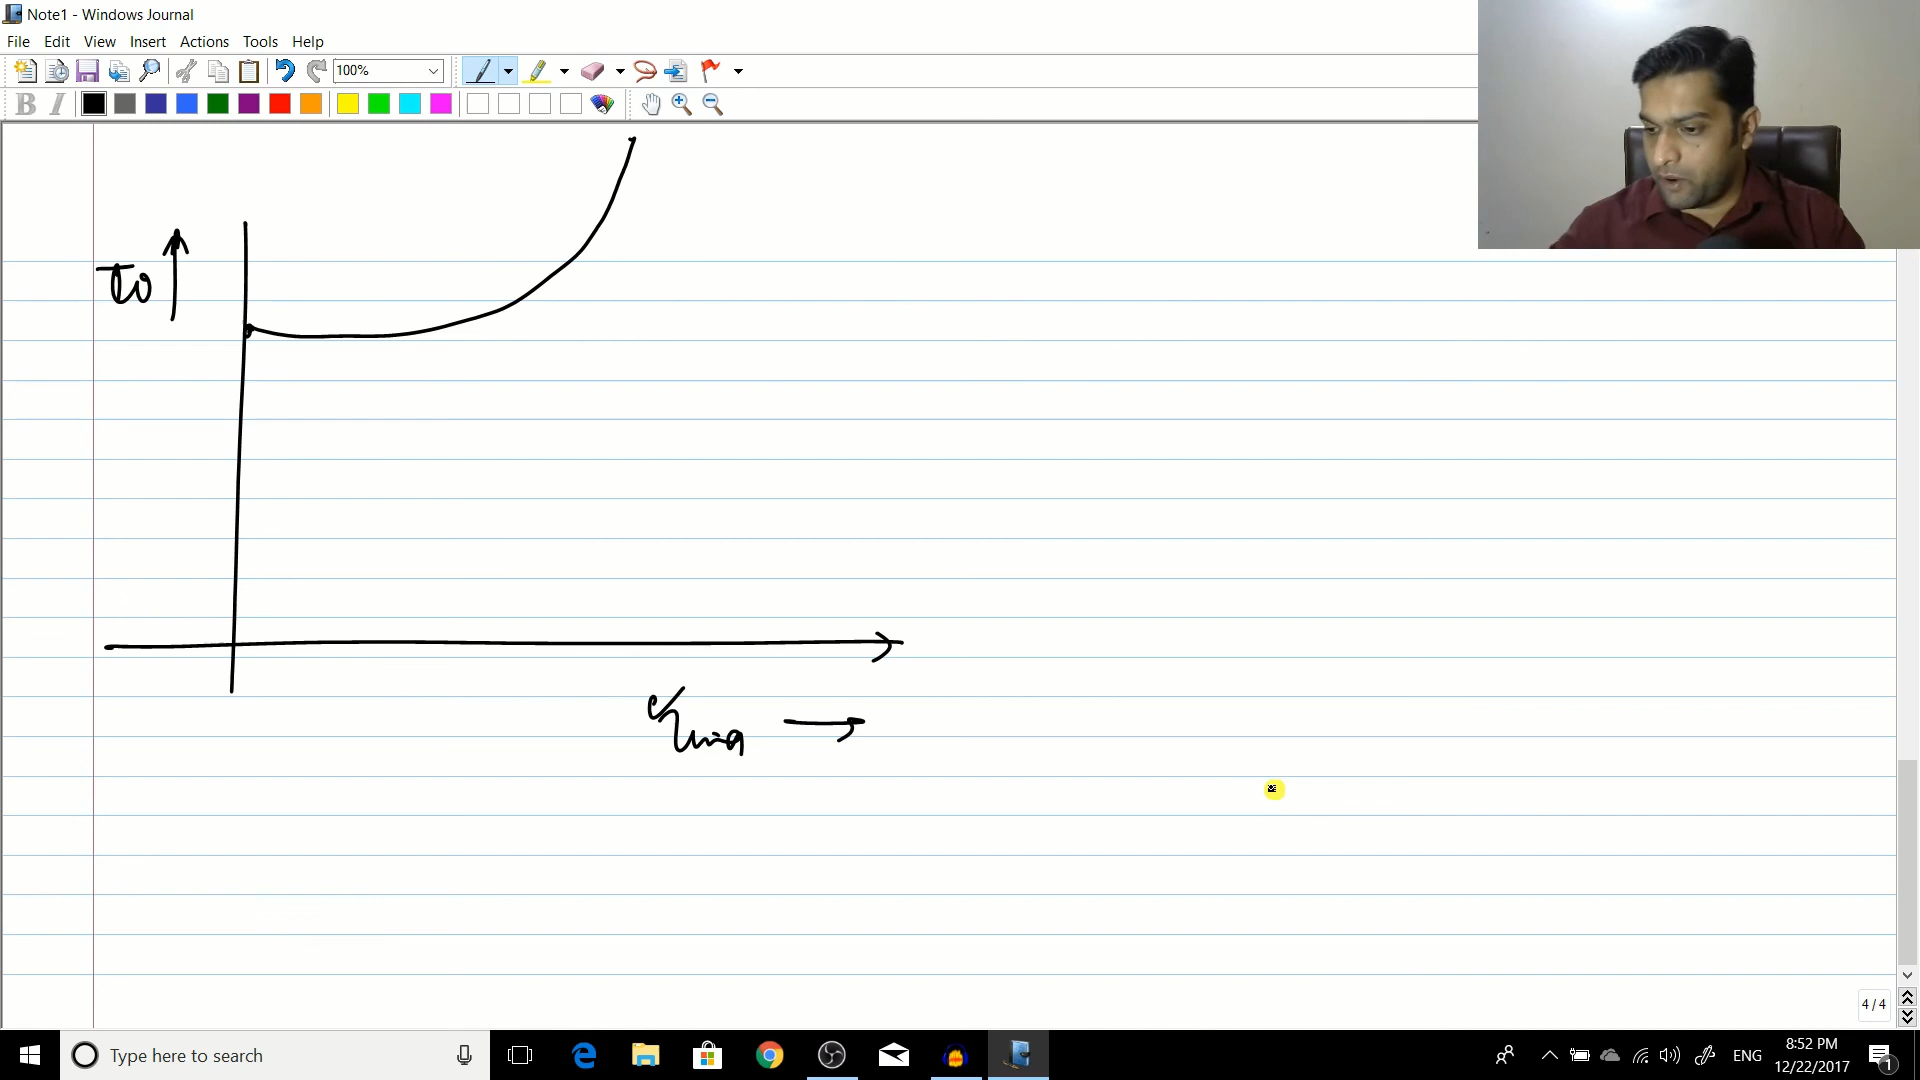 Note1 - Windows Journal
File Edit View Insert Actions Tools Help
100%
B I
4 / 4
Type here to search
ENG
8:52 PM
12/22/2017
1